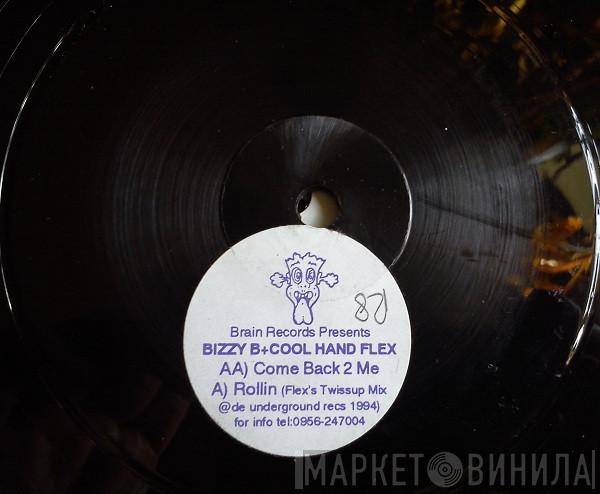 Brain Records Presents
BIZZY B+COOL HAND FLEX
AA) Come Back 2 Me
A) Rollin (Flex's Twissup Mix
@de underground recs 1994)
for info tel:0956-247004
МАРКЕТ ВИНИЛА